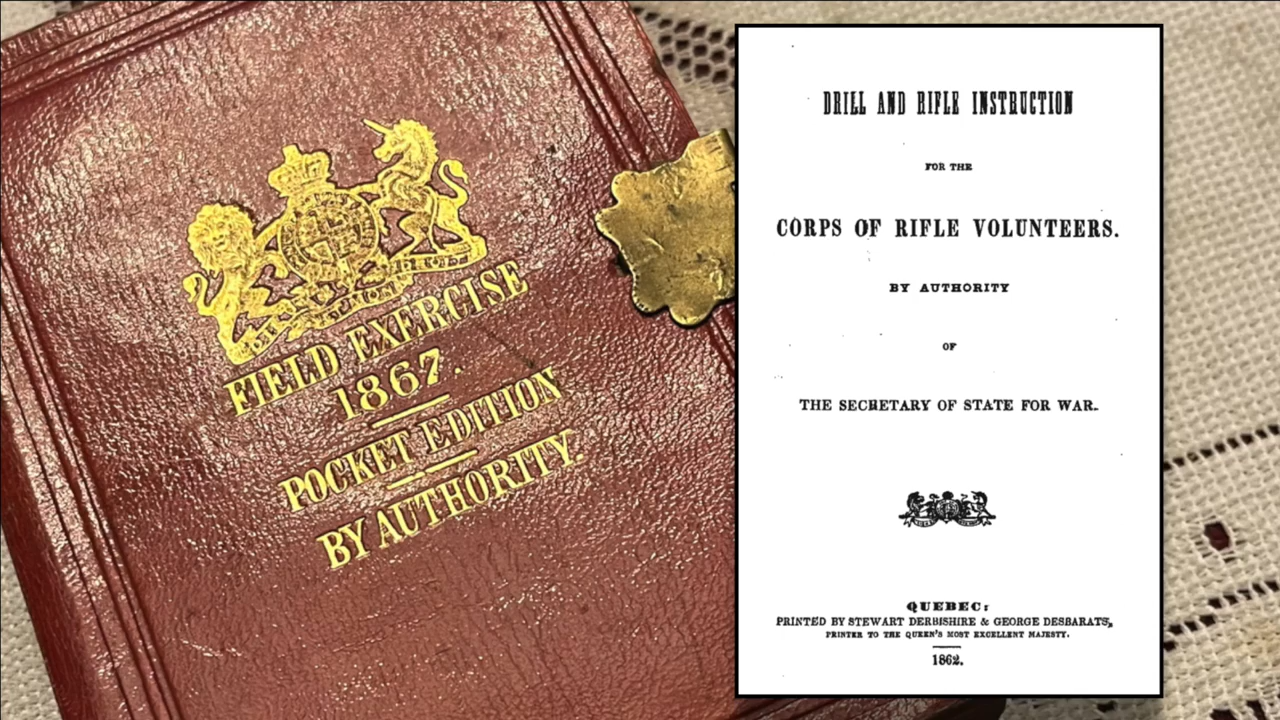 FIELD EXERCISE
1867.
POCKET EDITION
BY AUTHORITY.
DRILL AND RIFLE INSTRUCTION
FOR THE
CORPS OF RIFLE VOLUNTEERS.
BY AUTHORITY
OF
THE SECRETARY OF STATE FOR WAR.
QUEBEC:
PRINTED BY STEWART DERBISHIRE & GEORGE DESBARATS,
PRINTER TO THE QUEEN'S MOST EXCELLENT MAJESTY.
1862.